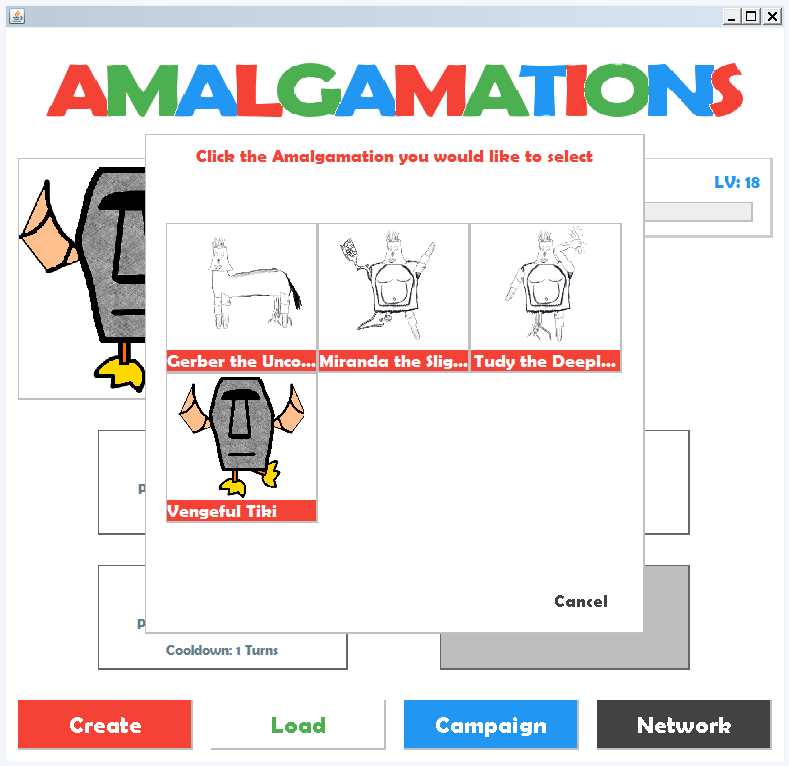 AMALGAMATIONS
Click the Amalgamation you would like to select
LV: 18
Gerber the Unco...
Miranda the Slig...
Tudy the Deepl...
Vengeful Tiki
Cancel
Cooldown: 1 Turns
Create
Load
Campaign
Network